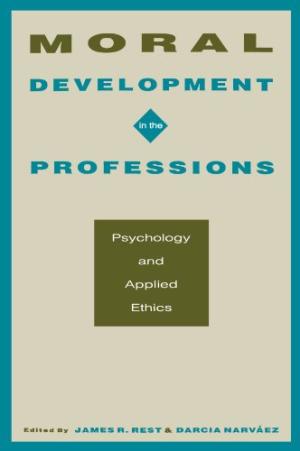 MORAL
DEVELOPMENT
in the
PROFESSIONS
Psychology
and
Applied
Ethics
Edited By JAMES R. REST & DARCIA NARVÁEZ